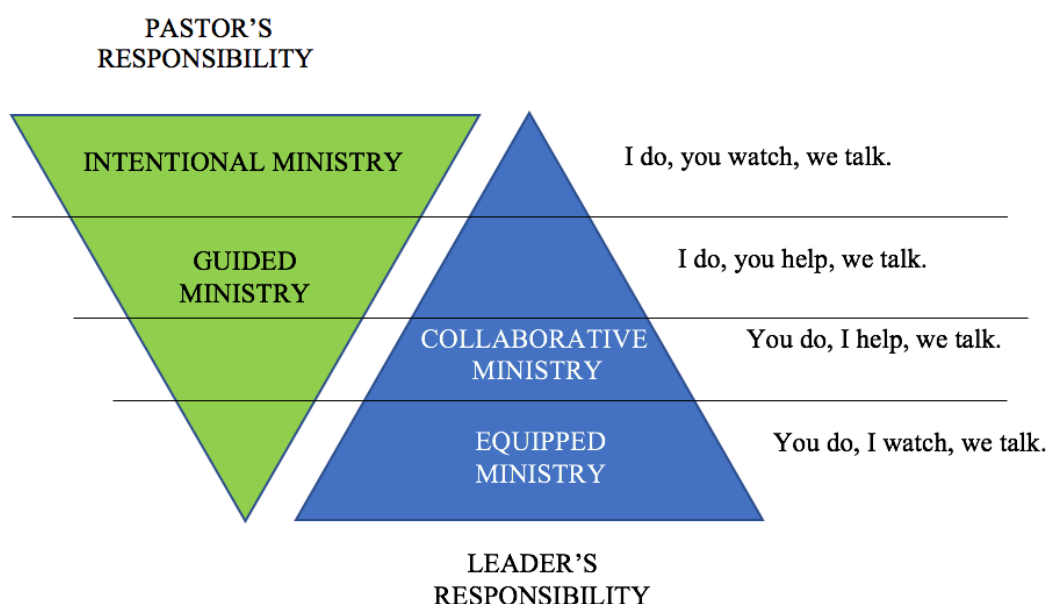 PASTOR'S
RESPONSIBILITY
INTENTIONAL MINISTRY
I do, you watch, we talk.
GUIDED
MINISTRY
I do, you help, we talk.
COLLABORATIVE
MINISTRY
You do, I help, we talk.
EQUIPPED
MINISTRY
You do, I watch, we talk.
LEADER'S
RESPONSIBILITY